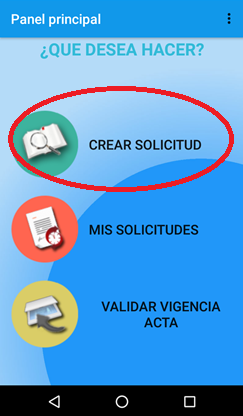 Panel principal
¿QUE DESEA HACER?
CREAR SOLICITUD
MIS SOLICITUDES
VALIDAR VIGENCIA
ACTA